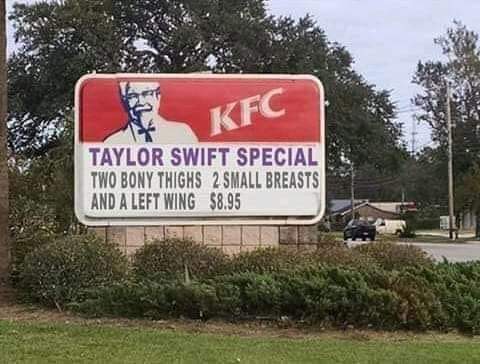 KFC
TAYLOR SWIFT SPECIAL
TWO BONY THIGHS 2 SMALL BREASTS
AND A LEFT WING $8.95